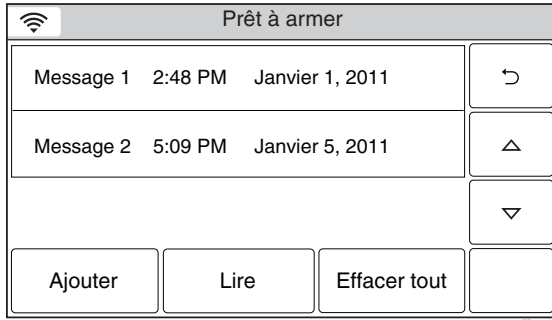 Prêt à armer
Message 1 2:48 PM Janvier 1, 2011
Message 2 5:09 PM Janvier 5, 2011
Ajouter Lire Effacer tout